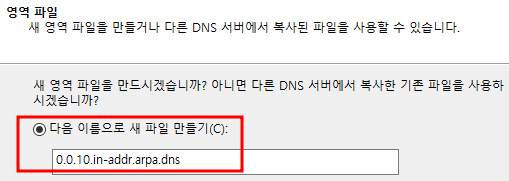 영역 파일
새 영역 파일을 만들거나 다른 DNS 서버에서 복사된 파일을 사용할 수 있습니다.
새 영역 파일을 만드시겠습니까? 아니면 다른 DNS 서버에서 복사한 기존 파일을 사용하
시겠습니까?
다음 이름으로 새 파일 만들기(C):
0.0.10.in-addr.arpa.dns